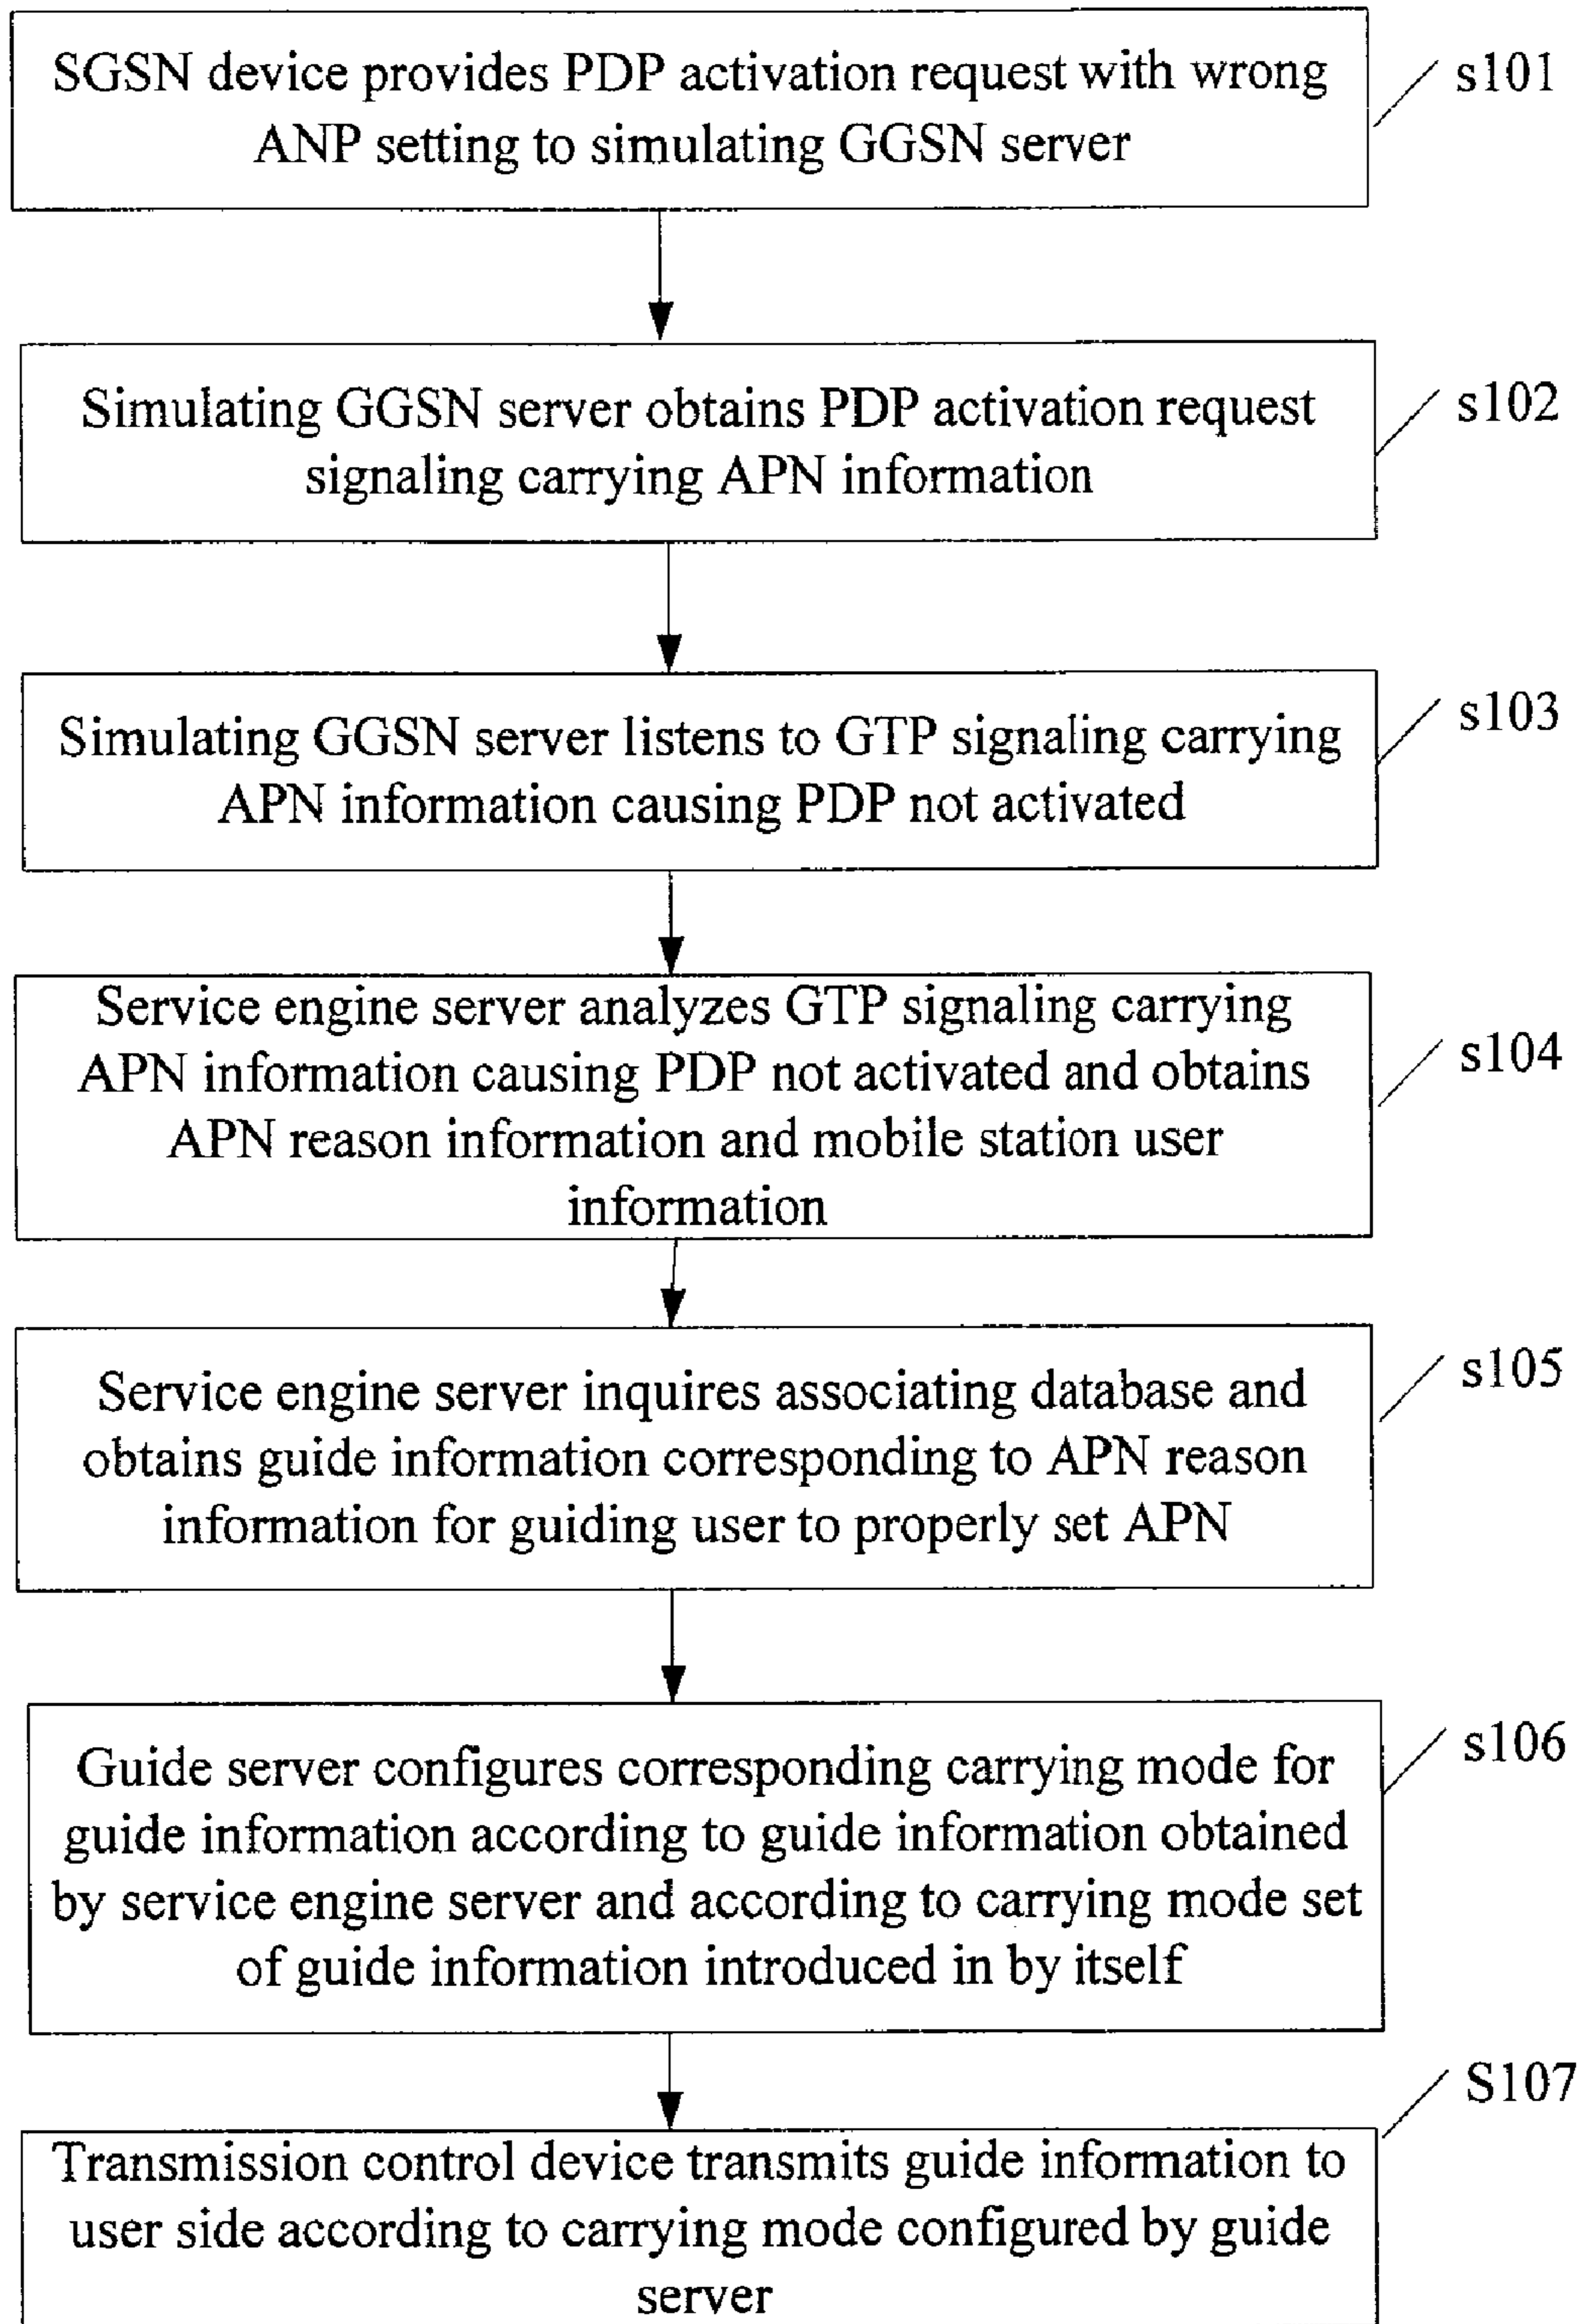 SGSN device provides PDP activation request with wrong
ANP setting to simulating GGSN server
s101
Simulating GGSN server obtains PDP activation request
signaling carrying APN information
s102
Simulating GGSN server listens to GTP signaling carrying
APN information causing PDP not activated
s103
Service engine server analyzes GTP signaling carrying
APN information causing PDP not activated and obtains
APN reason information and mobile station user
information
s104
Service engine server inquires associating database and
obtains guide information corresponding to APN reason
information for guiding user to properly set APN
s105
Guide server configures corresponding carrying mode for
guide information according to guide information obtained
by service engine server and according to carrying mode set
of guide information introduced in by itself
s106
Transmission control device transmits guide information to
user side according to carrying mode configured by guide
server
S107